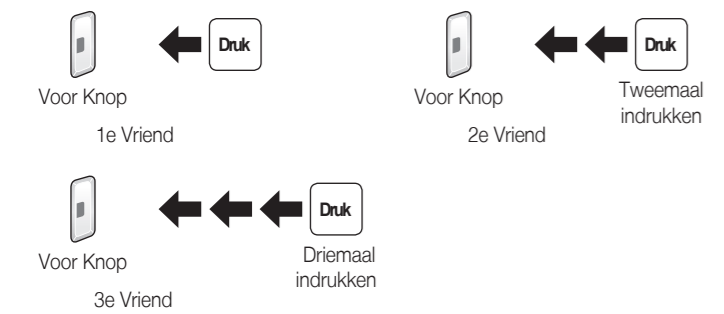 Druk
Voor Knop
1e Vriend
Druk
Voor Knop
Tweemaal
indrukken
2e Vriend
Druk
Voor Knop
Driemaal
indrukken
3e Vriend